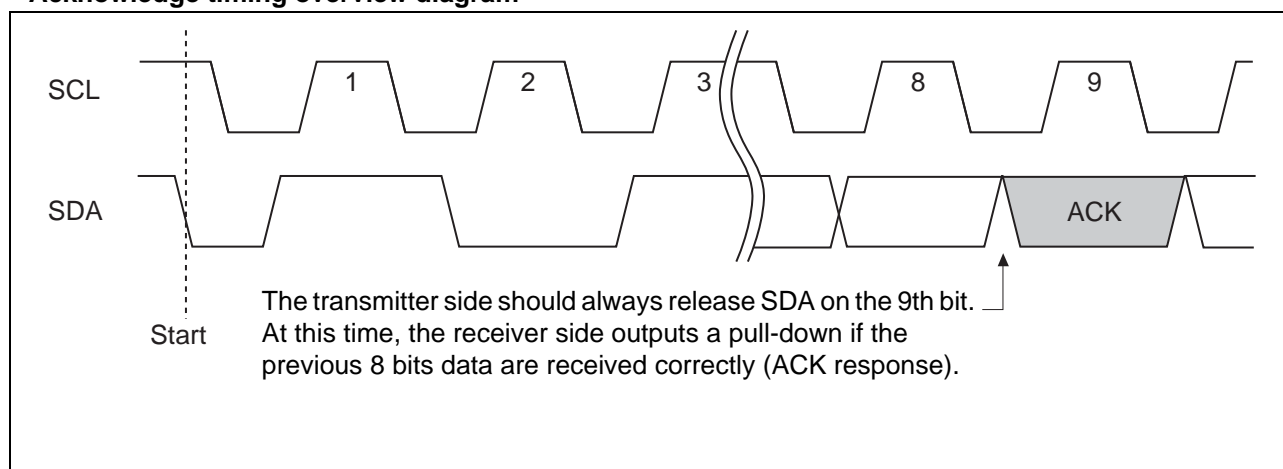 Acknowledge timing overview diagram
SCL
1
2
3
8
9
SDA
ACK
Start
The transmitter side should always release SDA on the 9th bit.
At this time, the receiver side outputs a pull-down if the
previous 8 bits data are received correctly (ACK response).